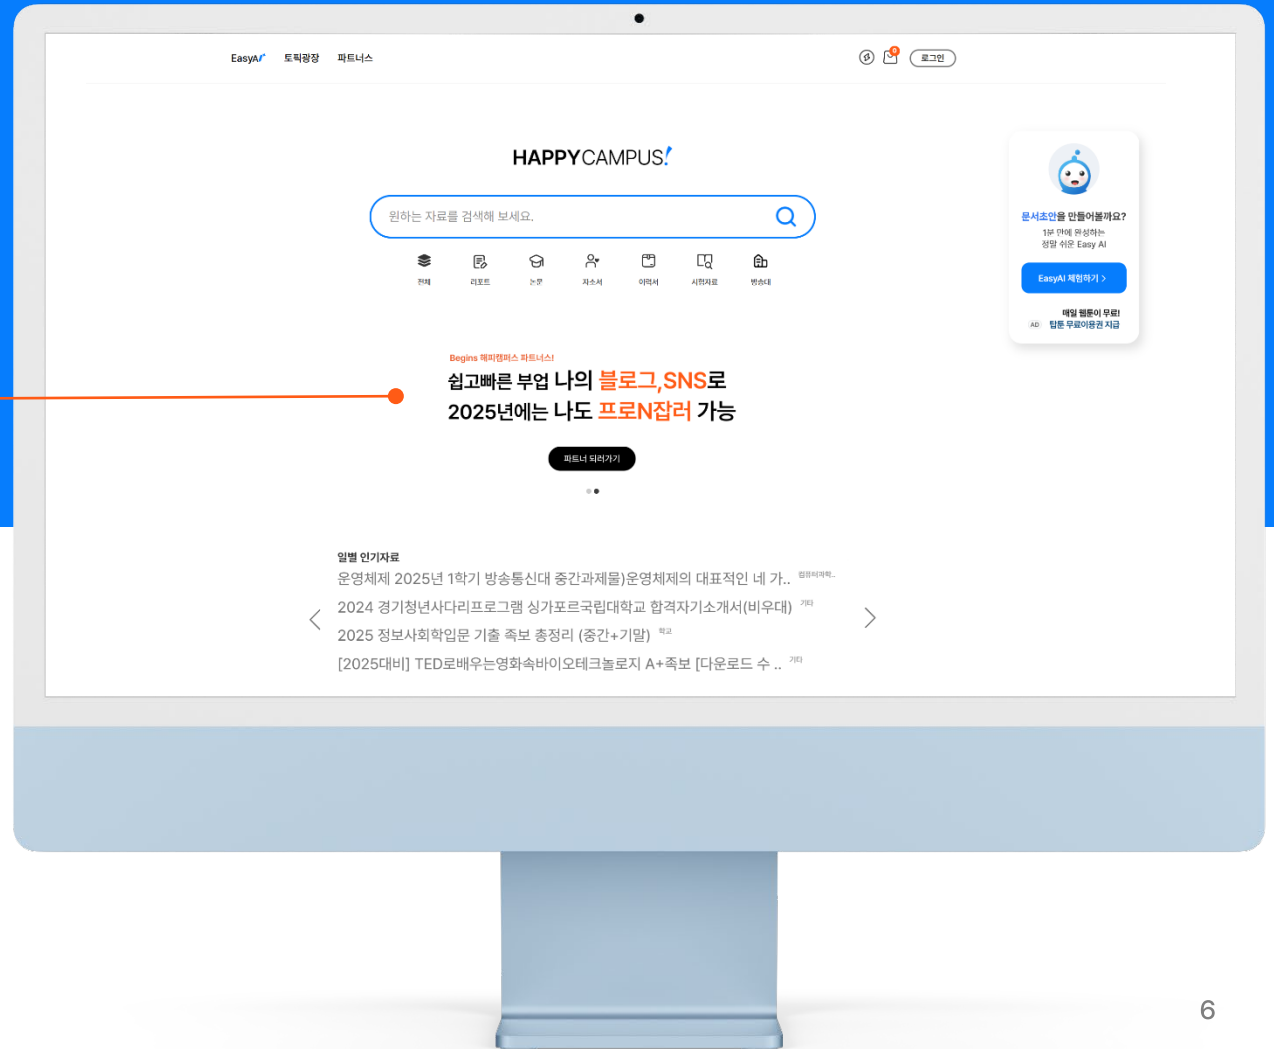 EasyAI 토픽광장 파트너스
0
로그인
HAPPYCAMPUS!
원하는 자료를 검색해 보세요.
전체 리포트 논문 자소서 이력서 시험자료 방송대
문서초안을 만들어볼까요?
1분 만에 완성하는
정말 쉬운 Easy AI
EasyAI 체험하기 >
매일 웹툰이 무료!
AD 탑툰 무료이용권 지급
Begins 해피캠퍼스 파트너스!
쉽고빠른 부업 나의 블로그,SNS로
2025년에는 나도 프로N잡러 가능
파트너 되러가기
일별 인기자료
운영체제 2025년 1학기 방송통신대 중간과제물)운영체제의 대표적인 네 가.. 컴퓨터과학..
2024 경기청년사다리프로그램 싱가포르국립대학교 합격자기소개서(비우대) 기타
2025 정보사회학입문 기출 족보 총정리 (중간+기말) 학교
[2025대비] TED로배우는영화속바이오테크놀로지 A+족보 [다운로드 수 .. 기타
6